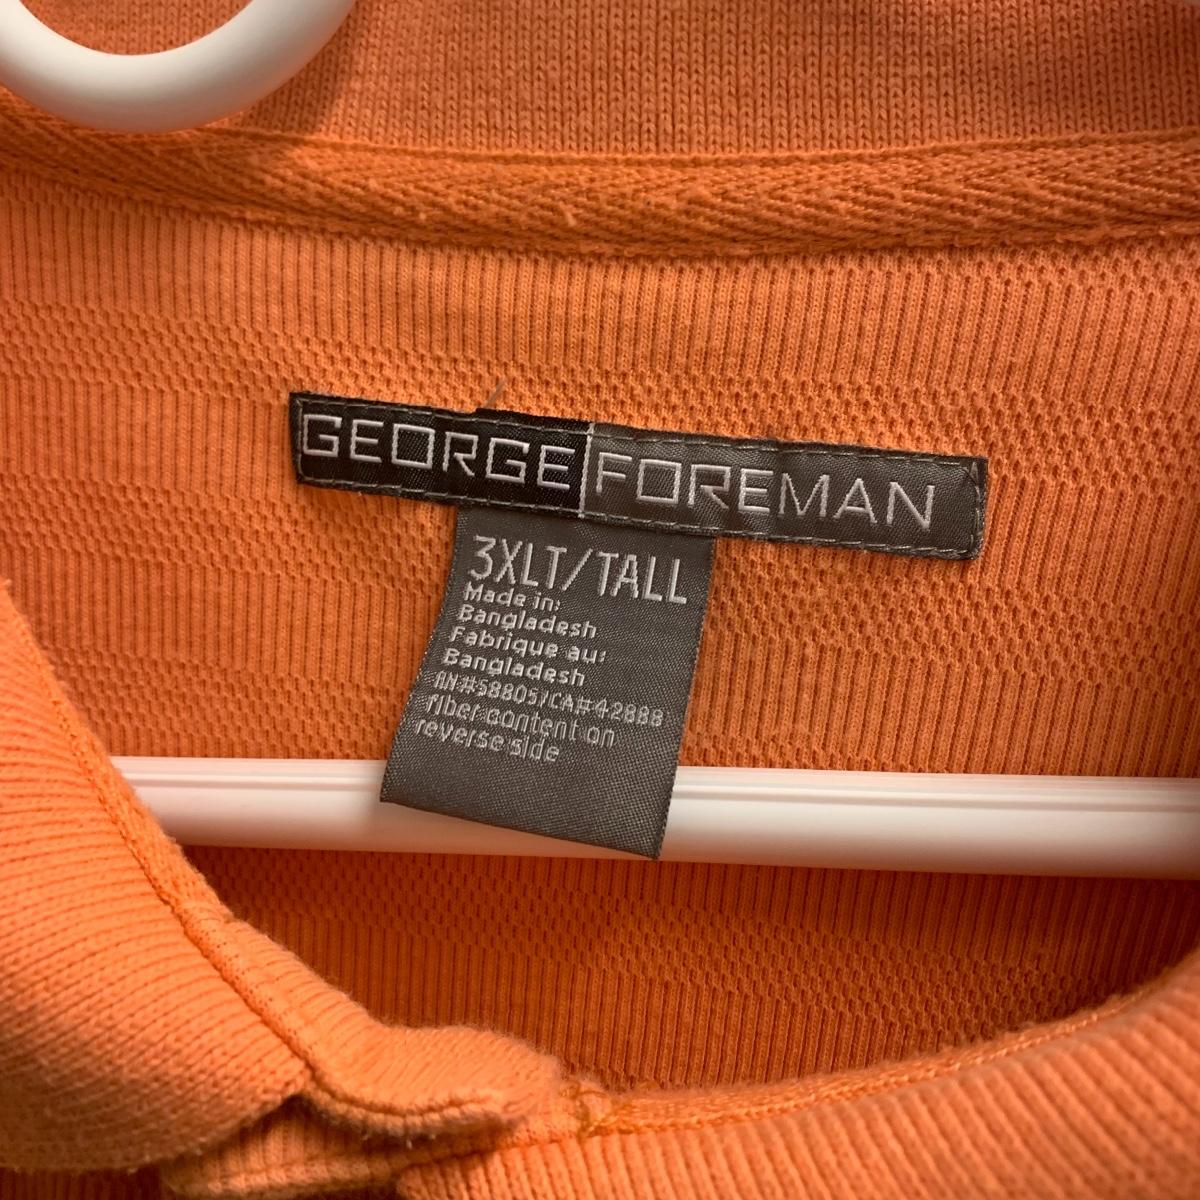 GEORGE FOREMAN
3XLT/TALL
Made in:
Bangladesh
Fabrique au:
Bangladesh
RN#58805/CA#42888
fiber content on
reverse side